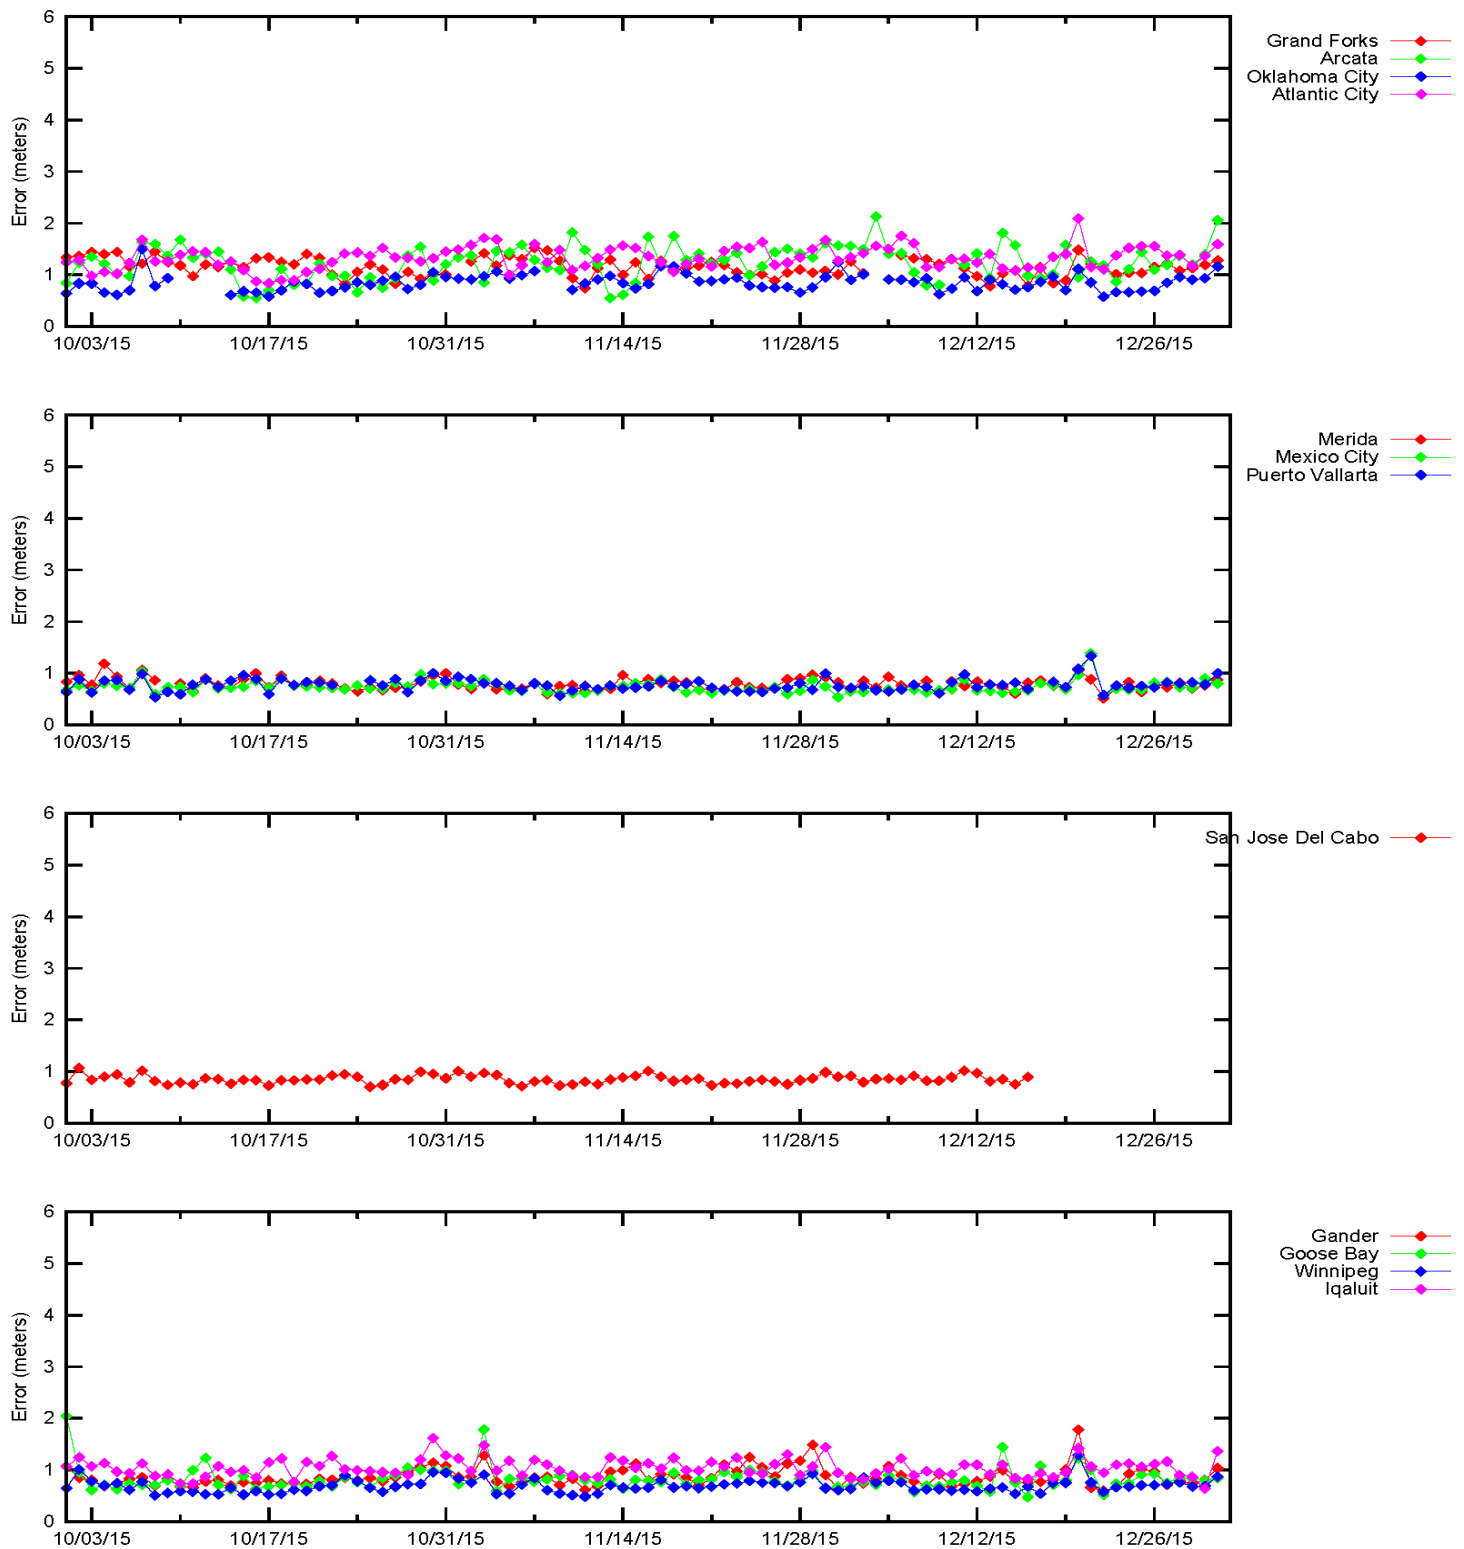 6
5
4
3
2
1
0
Error (meters)
10/03/15 10/17/15 10/31/15 11/14/15 11/28/15 12/12/15 12/26/15
Grand Forks
Arcata
Oklahoma City
Atlantic City
6
5
4
3
2
1
0
Error (meters)
10/03/15 10/17/15 10/31/15 11/14/15 11/28/15 12/12/15 12/26/15
Merida
Mexico City
Puerto Vallarta
6
5
4
3
2
1
0
Error (meters)
10/03/15 10/17/15 10/31/15 11/14/15 11/28/15 12/12/15 12/26/15
San Jose Del Cabo
6
5
4
3
2
1
0
Error (meters)
10/03/15 10/17/15 10/31/15 11/14/15 11/28/15 12/12/15 12/26/15
Gander
Goose Bay
Winnipeg
Iqaluit